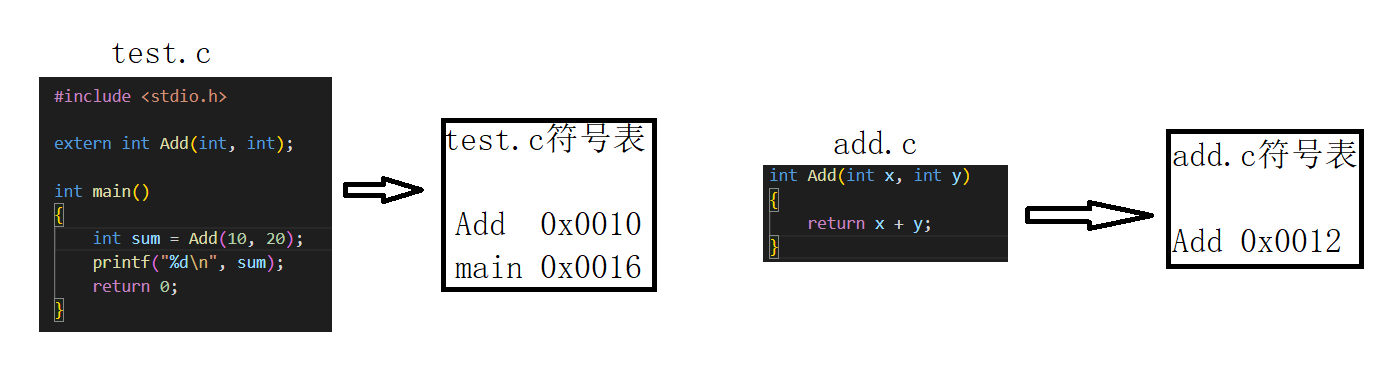 test.c
#include <stdio.h>
extern int Add(int, int);
int main()
{
    int sum = Add(10, 20);
    printf("%d\n", sum);
    return 0;
}
test.c符号表
Add 0x0010
main 0x0016
add.c
int Add(int x, int y)
{
    return x + y;
}
add.c符号表
Add 0x0012